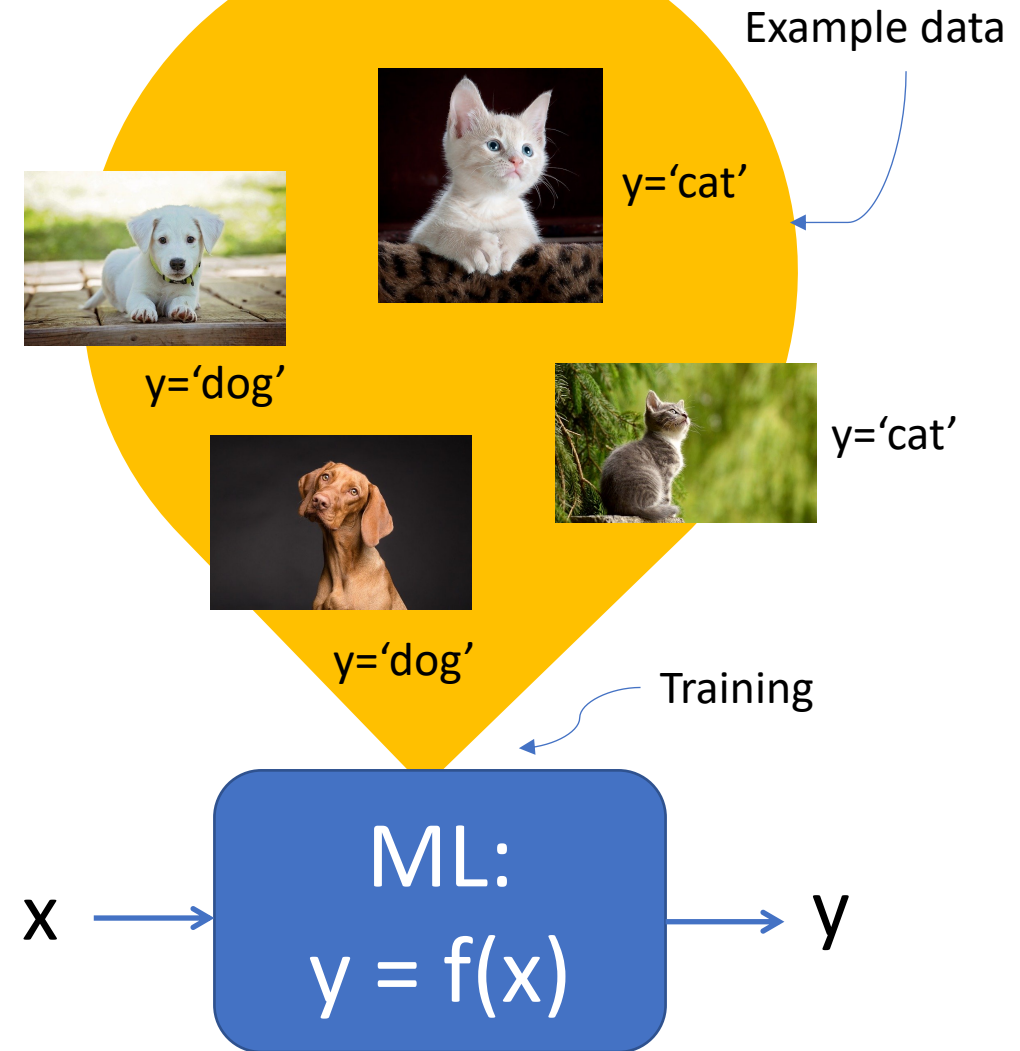 Example data
y=‘cat’
y=‘dog’
y=‘cat’
y=‘dog’
Training
ML:
y = f(x)
x
y